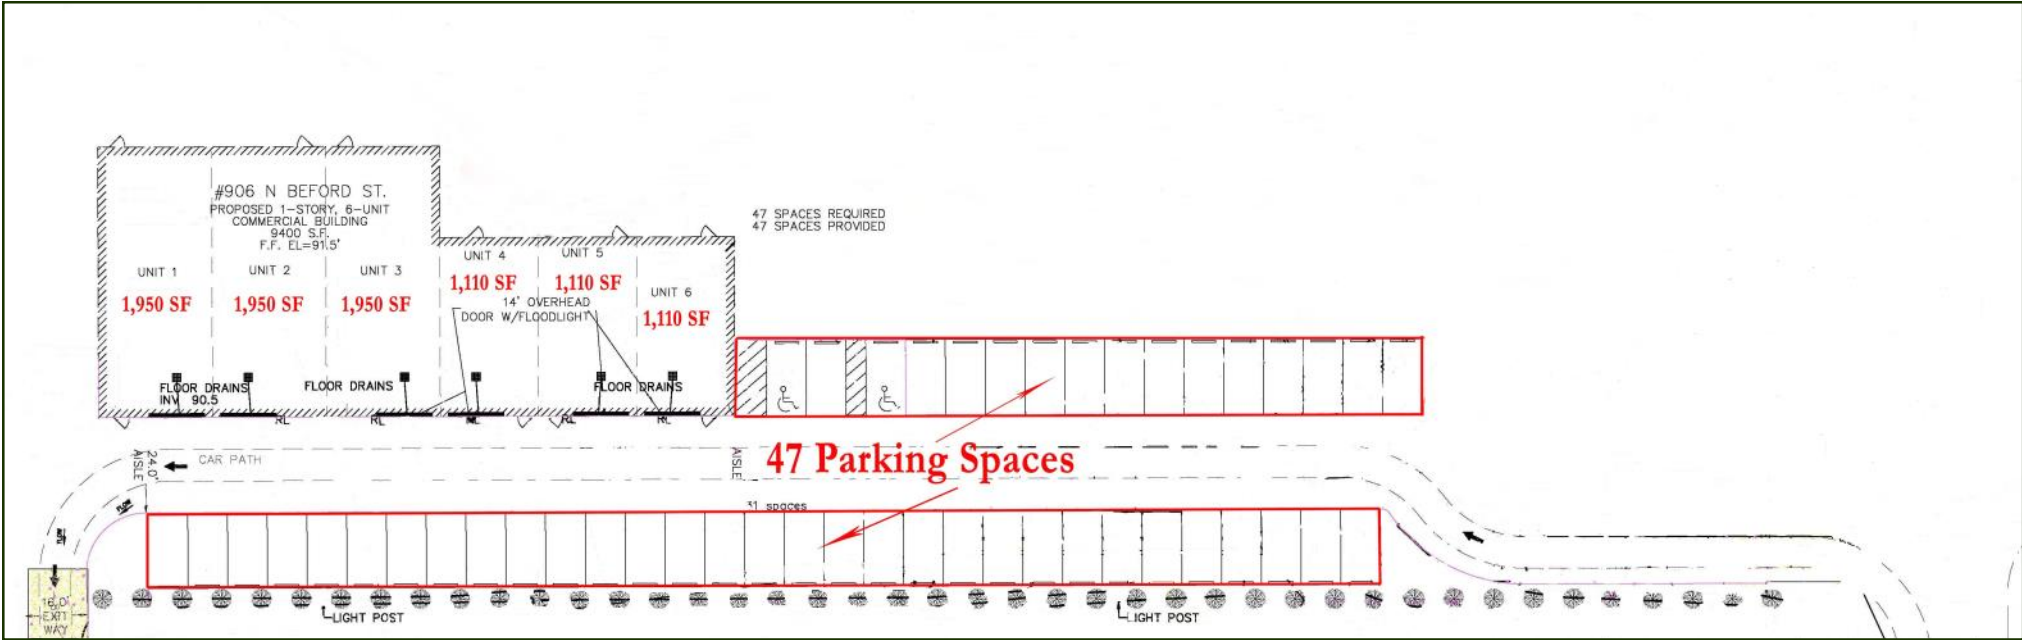 #906 N BEFORD ST.
PROPOSED 1-STORY, 6-UNIT
COMMERCIAL BUILDING
9400 S.F.
F.F. EL=91.5'
47 SPACES REQUIRED
47 SPACES PROVIDED
UNIT 1
1,950 SF
UNIT 2
1,950 SF
UNIT 3
1,950 SF
UNIT 4
1,110 SF
UNIT 5
1,110 SF
UNIT 6
1,110 SF
14' OVERHEAD
DOOR W/FLOODLIGHT
FLOOR DRAINS
INV 90.5
FLOOR DRAINS
FLOOR DRAINS
RL
RL
RL
RL
RL
24.0'
AISLE
CAR PATH
AISLE
47 Parking Spaces
31 spaces
FLOW
FLOW
16.0'
EXIT
WAY
LIGHT POST
LIGHT POST